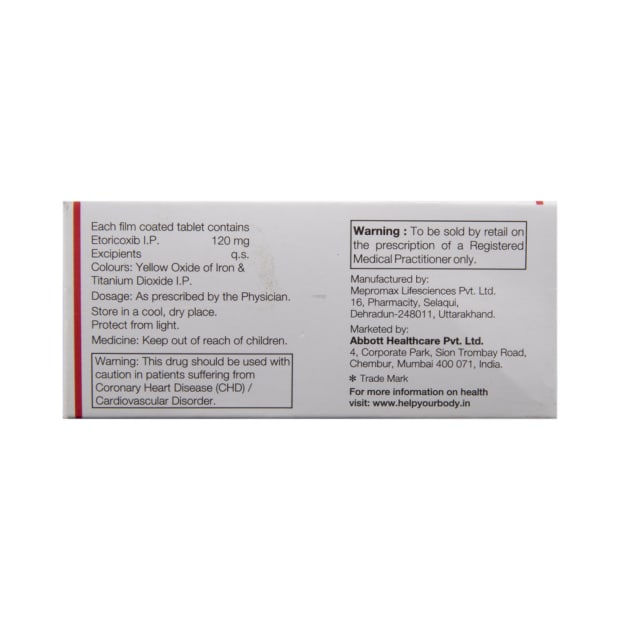 Each film coated tablet contains
Etoricoxib I.P. 120 mg
Excipients q.s.
Colours: Yellow Oxide of Iron &
Titanium Dioxide I.P.
Dosage: As prescribed by the Physician.
Store in a cool, dry place.
Protect from light.
Medicine: Keep out of reach of children.
Warning: This drug should be used with
caution in patients suffering from
Coronary Heart Disease (CHD) /
Cardiovascular Disorder.
Warning : To be sold by retail on
the prescription of a Registered
Medical Practitioner only.
Manufactured by:
Mepromax Lifesciences Pvt. Ltd.
16, Pharmacity, Selaqui,
Dehradun-248011, Uttarakhand.
Marketed by:
Abbott Healthcare Pvt. Ltd.
4, Corporate Park, Sion Trombay Road,
Chembur, Mumbai 400 071, India.
* Trade Mark
For more information on health
visit: www.helpyourbody.in